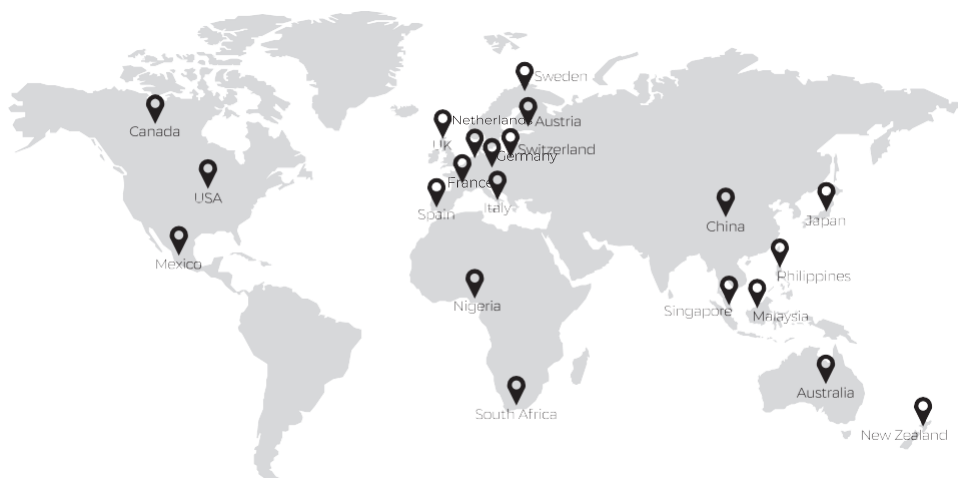 Sweden
Canada
Netherlands
Austria
UK
Switzerland
Germany
France
USA
Spain
Italy
China
Japan
Mexico
Philippines
Nigeria
Singapore
Malaysia
Australia
South Africa
New Zealand